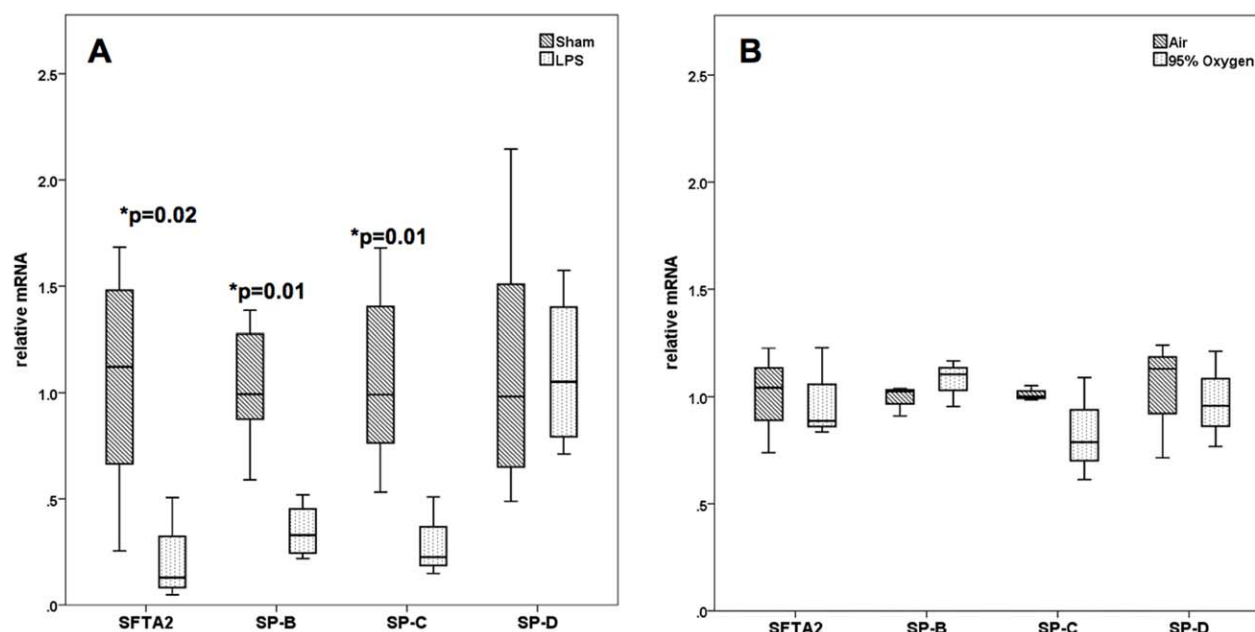 A
Sham
LPS
2.5
2.0
1.5
1.0
.5
.0
relative mRNA
*p=0.02
*p=0.01
*p=0.01
SFTA2 SP-B SP-C SP-D
B
Air
95% Oxygen
2.5
2.0
1.5
1.0
0.5
.0
relative mRNA
SFTA2 SP-B SP-C SP-D